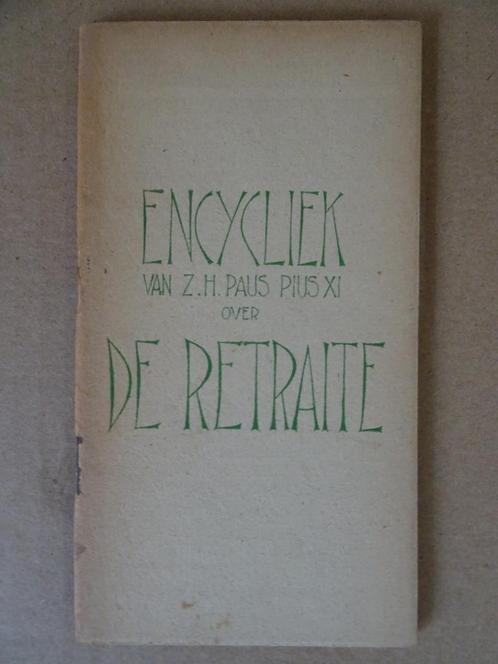 ENCYCLIEK
VAN Z.H. PAUS PIUS XI
OVER
DE RETRAITE